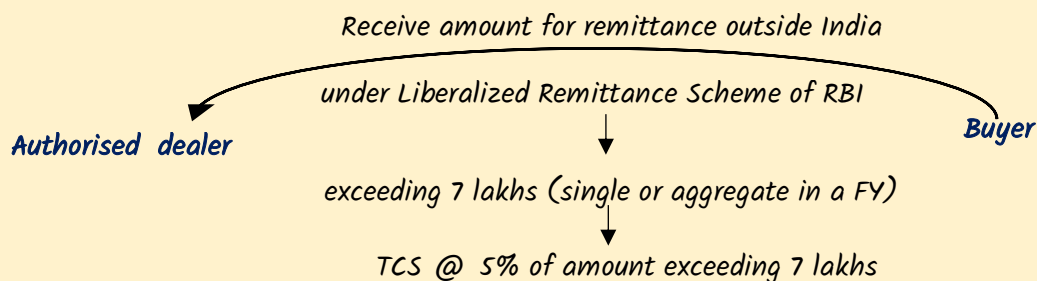 Receive amount for remittance outside India
under Liberalized Remittance Scheme of RBI
Authorised dealer
Buyer
exceeding 7 lakhs (single or aggregate in a FY)
TCS @ 5% of amount exceeding 7 lakhs